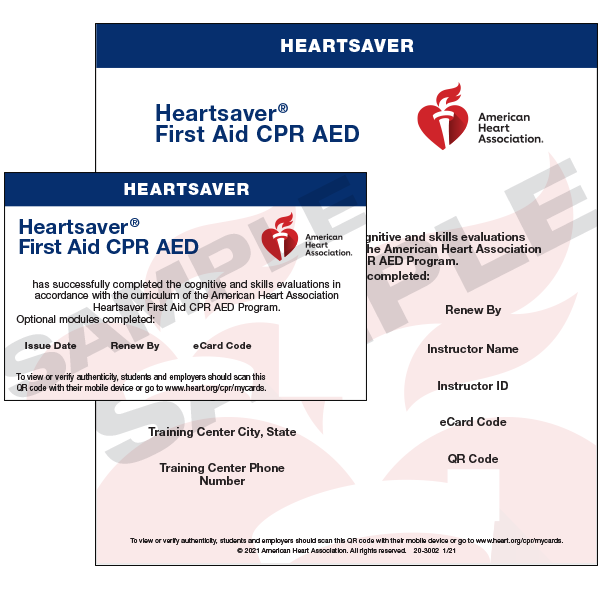 HEARTSAVER
Heartsaver®
First Aid CPR AED
American
Heart
Association.
HEARTSAVER
Heartsaver®
First Aid CPR AED
American
Heart
Association.
has successfully completed the cognitive and skills evaluations in
accordance with the curriculum of the American Heart Association
Heartsaver First Aid CPR AED Program.
Optional modules completed:
Issue Date Renew By eCard Code
To view or verify authenticity, students and employers should scan this
QR code with their mobile device or go to www.heart.org/cpr/mycards.
SAMPLE
and skills evaluations
American Heart Association
AED Program.
completed:
Renew By
Instructor Name
Instructor ID
eCard Code
QR Code
Training Center City, State
Training Center Phone
Number
SAMPLE
To view or verify authenticity, students and employers should scan this QR code with their mobile device or go to www.heart.org/cpr/mycards.
© 2021 American Heart Association. All rights reserved. 20-3002 1/21